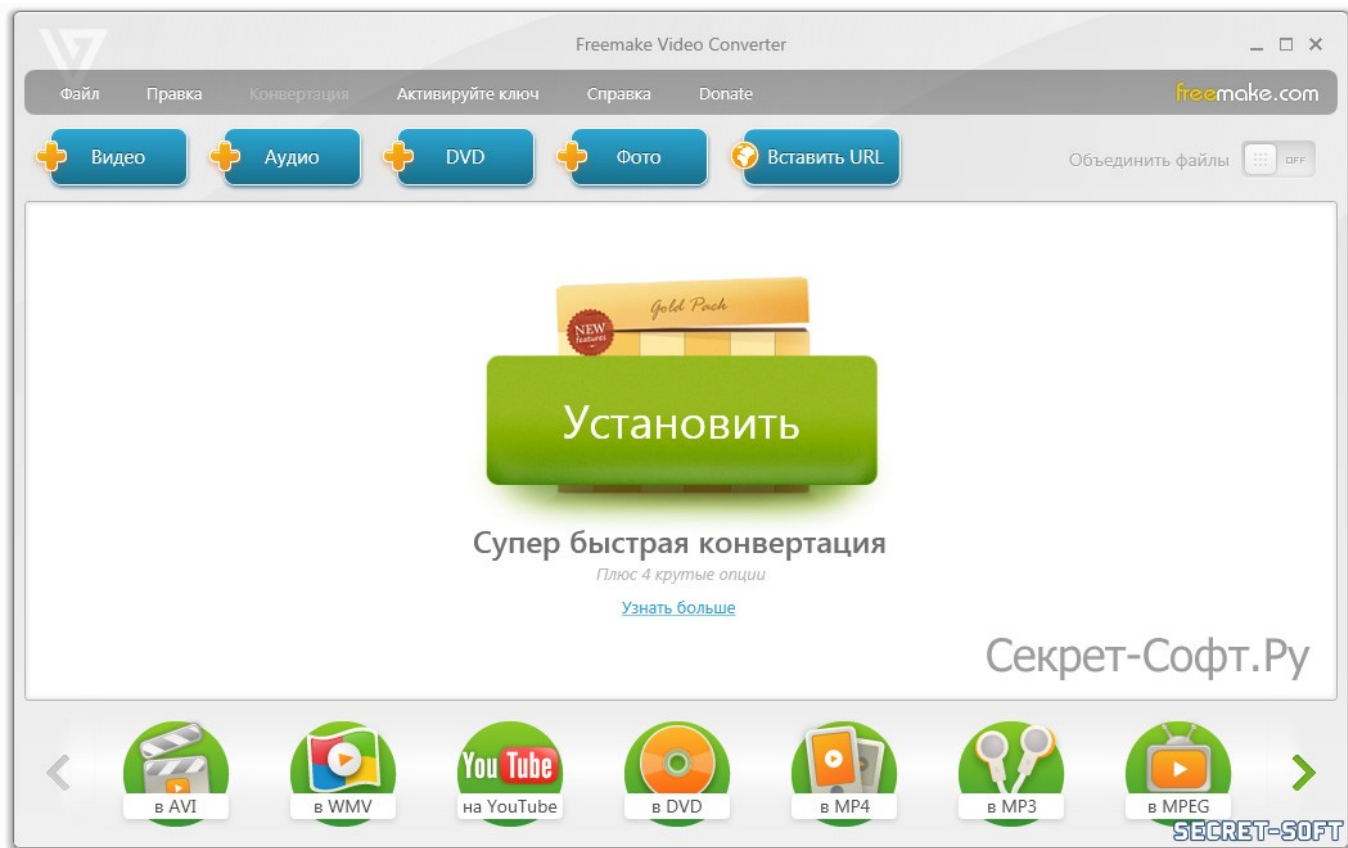 Freemake Video Converter
Файл Правка Конвертация Активируйте ключ Справка Donate freemake.com
Видео Аудио DVD Фото Вставить URL Объединить файлы OFF
Gold Pack
NEW
features
Установить
Супер быстрая конвертация
Плюс 4 крутые опции
Узнать больше
Секрет-Софт.Ру
You Tube
в AVI в WMV на YouTube в DVD в MP4 в MP3 в MPEG
SECRET-SOFT